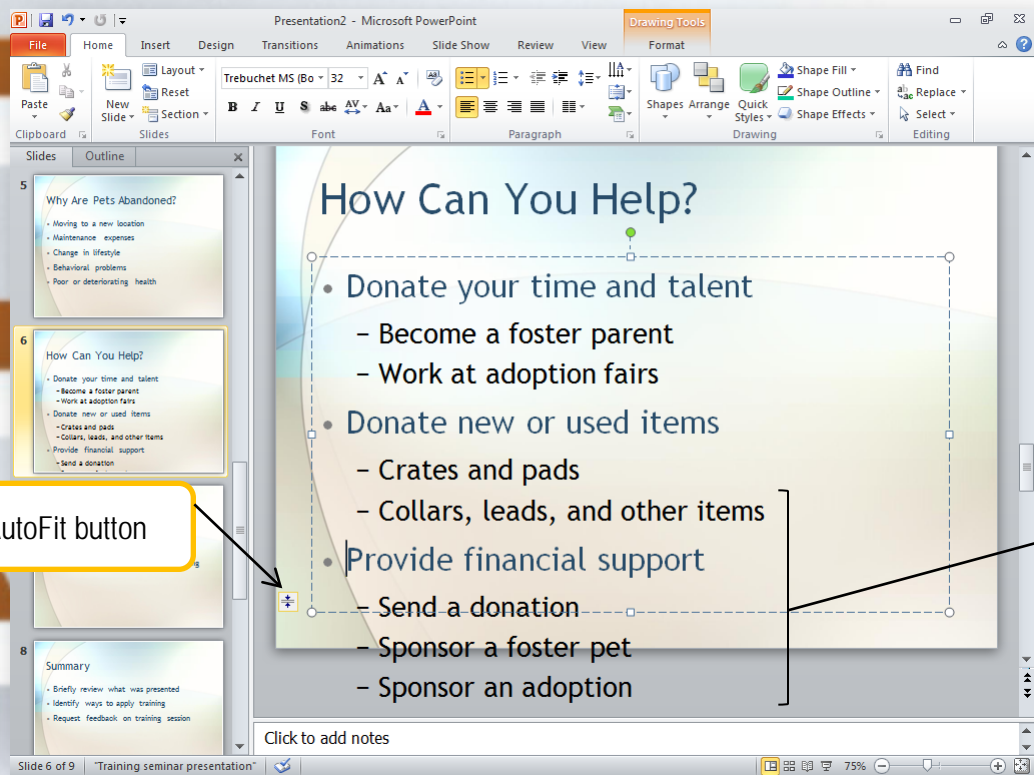 Presentation2 - Microsoft PowerPoint
Drawing Tools
File Home Insert Design Transitions Animations Slide Show Review View Format
Paste
New Slide
Layout
Reset
Section
Trebuchet MS (Bo 32
B I U S abc AV Aa A
Shapes Arrange Quick Styles
Shape Fill
Shape Outline
Shape Effects
Find
Replace
Select
Clipboard Slides Font Paragraph Drawing Editing
Slides Outline
5
Why Are Pets Abandoned?
• Moving to a new location
• Maintenance expenses
• Change in lifestyle
• Behavioral problems
• Poor or deteriorating health
6
How Can You Help?
• Donate your time and talent
– Become a foster parent
– Work at adoption fairs
• Donate new or used items
– Crates and pads
– Collars, leads, and other items
• Provide financial support
– Send a donation
utoFit button
8
Summary
• Briefly review what was presented
• Identify ways to apply training
• Request feedback on training session
How Can You Help?
• Donate your time and talent
– Become a foster parent
– Work at adoption fairs
• Donate new or used items
– Crates and pads
– Collars, leads, and other items
• Provide financial support
– Send a donation
– Sponsor a foster pet
– Sponsor an adoption
Click to add notes
Slide 6 of 9 "Training seminar presentation" 75%